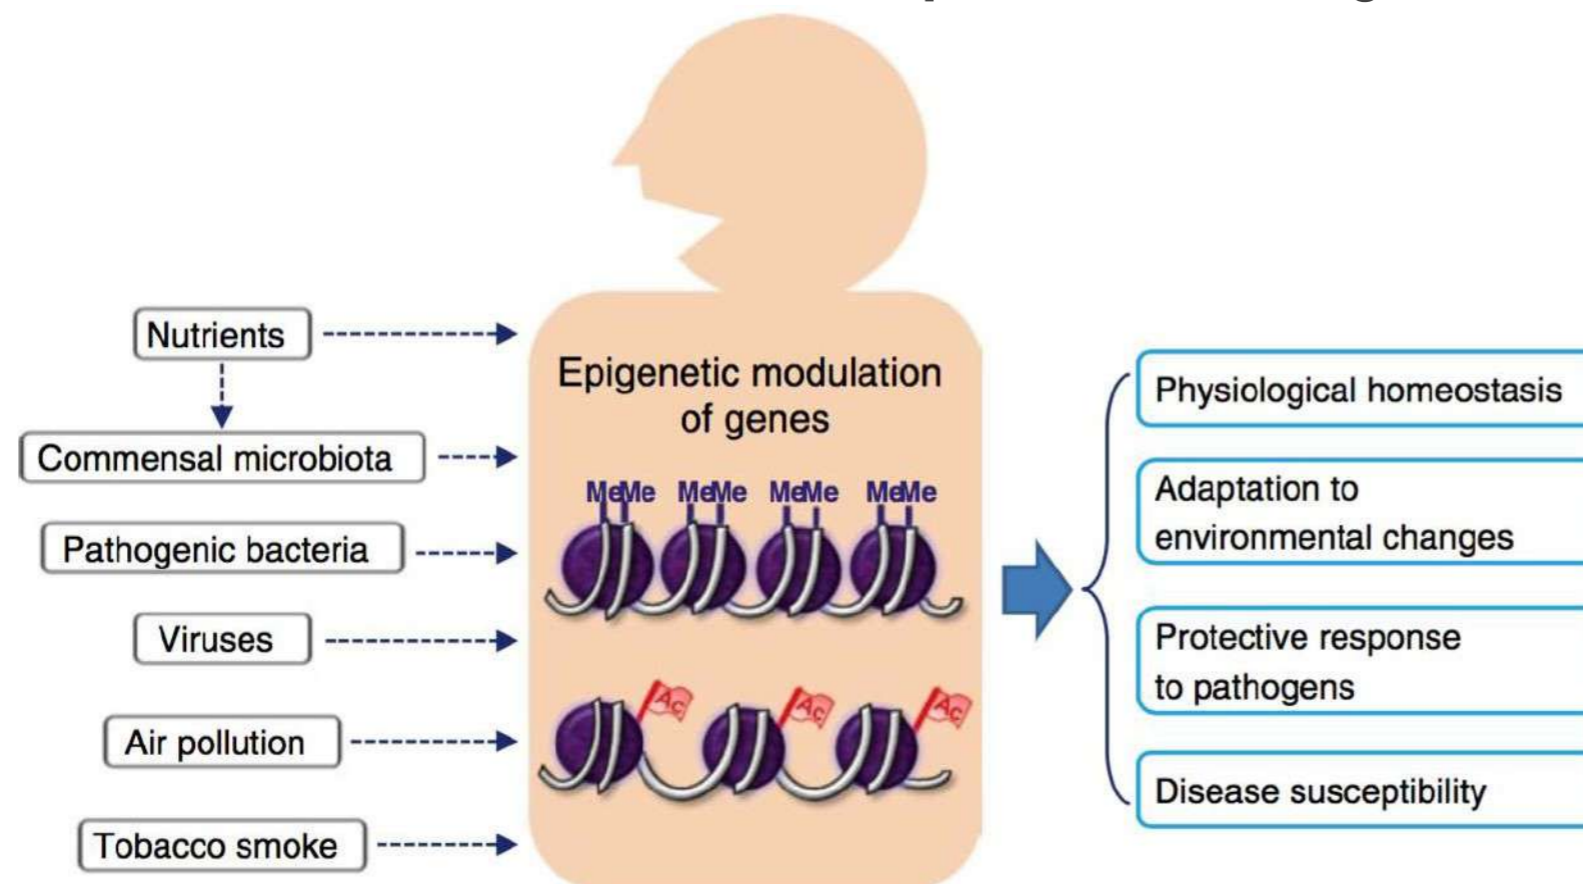 Nutrients
Commensal microbiota
Pathogenic bacteria
Viruses
Air pollution
Tobacco smoke
Epigenetic modulation
of genes
MeMe MeMe MeMe MeMe
Ac Ac Ac
Physiological homeostasis
Adaptation to
environmental changes
Protective response
to pathogens
Disease susceptibility